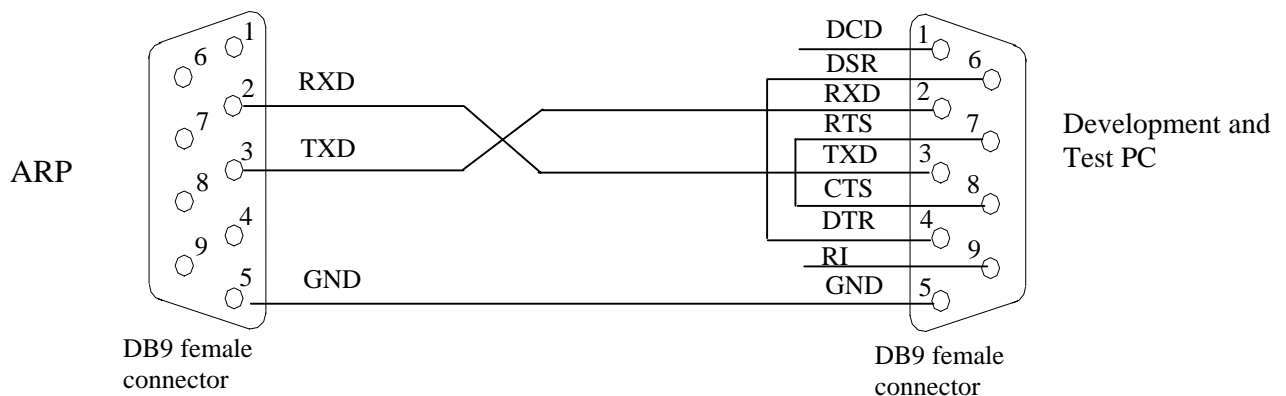 ARP
1
6
2
7
3
8
4
9
5
RXD
TXD
GND
DB9 female
connector
DCD
DSR
RXD
RTS
TXD
CTS
DTR
RI
GND
1
6
2
7
3
8
4
9
5
Development and
Test PC
DB9 female
connector